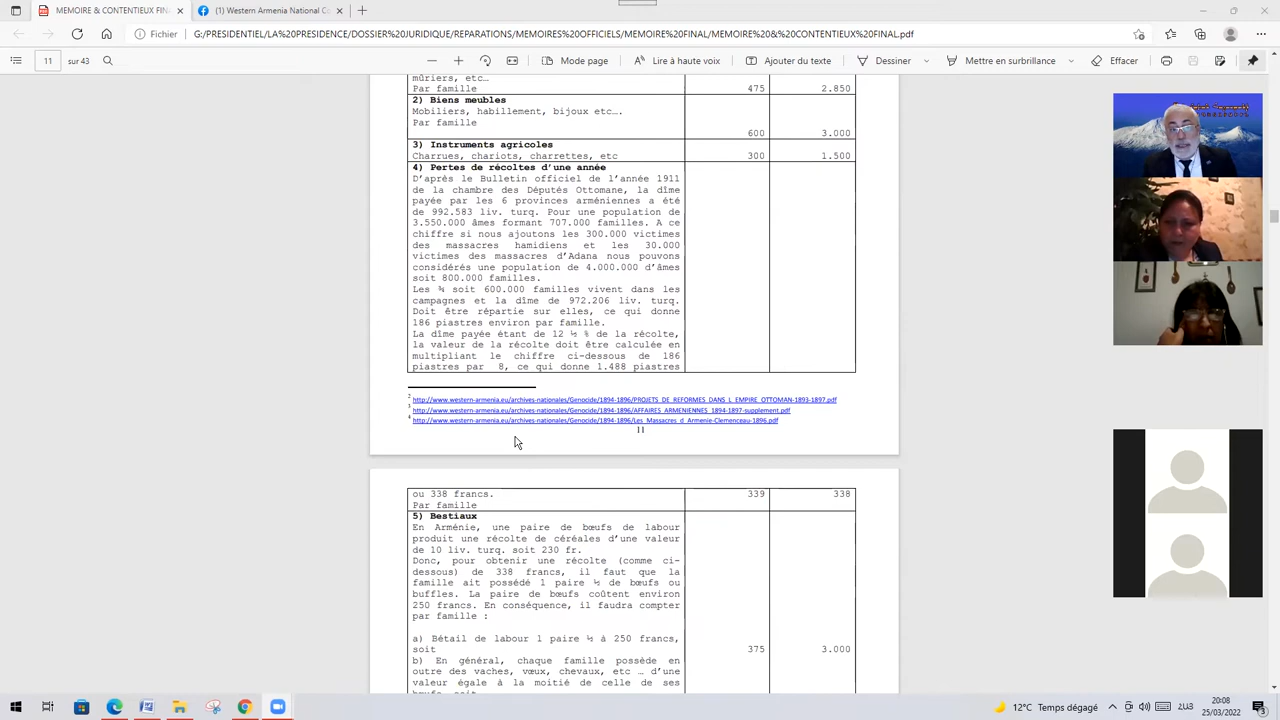 MEMOIRE & CONTENTIEUX FINAL
(1) Western Armenia National C
Fichier
G:/PRESIDENTIEL/LA%20PRESIDENCE/DOSSIER%20JURIDIQUE/REPARATIONS/MEMOIRES%20OFFICIELS/MEMOIRE%20FINAL/MEMOIRE%20&%20CONTENTIEUX%20FINAL.pdf
11 sur 43
Mode page
Lire à haute voix
Ajouter du texte
Dessiner
Mettre en surbrillance
Effacer
mûriers, etc…
Par famille 475 2.850
2) Biens meubles
Mobiliers, habillement, bijoux etc….
Par famille
600 3.000
3) Instruments agricoles
Charrues, chariots, charrettes, etc 300 1.500
4) Pertes de récoltes d'une année
D'après le Bulletin officiel de l'année 1911
de la chambre des Députés Ottomane, la dîme
payée par les 6 provinces arméniennes a été
de 992.583 liv. turq. Pour une population de
3.550.000 âmes formant 707.000 familles. A ce
chiffre si nous ajoutons les 300.000 victimes
des massacres hamidiens et les 30.000
victimes des massacres d'Adana nous pouvons
considérés une population de 4.000.000 d'âmes
soit 800.000 familles.
Les ¾ soit 600.000 familles vivent dans les
campagnes et la dîme de 972.206 liv. turq.
Doit être répartie sur elles, ce qui donne
186 piastres environ par famille.
La dîme payée étant de 12 ½ % de la récolte,
la valeur de la récolte doit être calculée en
multipliant le chiffre ci-dessous de 186
piastres par 8, ce qui donne 1.488 piastres
2 http://www.western-armenia.eu/archives-nationales/Genocide/1894-1896/PROJETS_DE_REFORMES_DANS_L_EMPIRE_OTTOMAN-1893-1897.pdf
3 http://www.western-armenia.eu/archives-nationales/Genocide/1894-1896/AFFAIRES_ARMENIENNES_1894-1897-supplement.pdf
4 http://www.western-armenia.eu/archives-nationales/Genocide/1894-1896/Les_Massacres_d_Armenie-Clemenceau-1896.pdf
11
ou 338 francs. 339 338
Par famille
5) Bestiaux
En Arménie, une paire de bœufs de labour
produit une récolte de céréales d'une valeur
de 10 liv. turq. soit 230 fr.
Donc, pour obtenir une récolte (comme ci-
dessous) de 338 francs, il faut que la
famille ait possédé 1 paire ½ de bœufs ou
buffles. La paire de bœufs coûtent environ
250 francs. En conséquence, il faudra compter
par famille :
a) Bétail de labour 1 paire ½ à 250 francs,
soit 375 3.000
b) En général, chaque famille possède en
outre des vaches, vœux, chevaux, etc … d'une
valeur égale à la moitié de celle de ses
bœufs, soit
12°C Temps dégagé
ՀԱՅ
20:08
25/03/2022